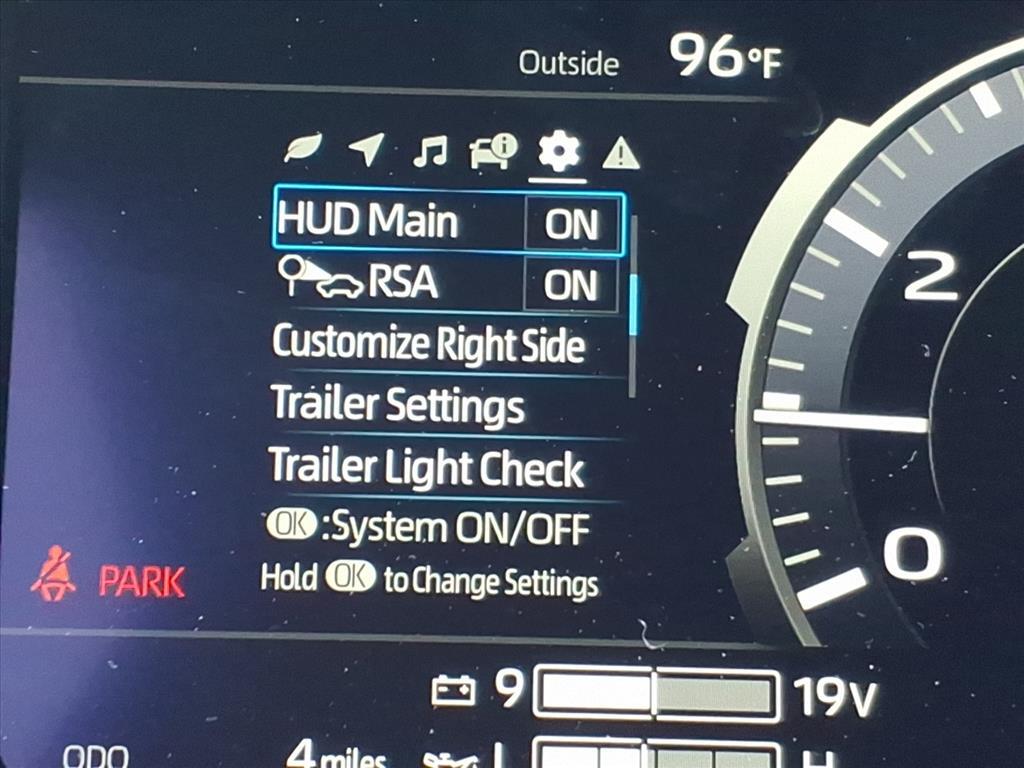 Outside 96°F
HUD Main ON
RSA ON
Customize Right Side
Trailer Settings
Trailer Light Check
OK :System ON/OFF
Hold OK to Change Settings
PARK
2
0
9 19V
ODO 4 miles L H